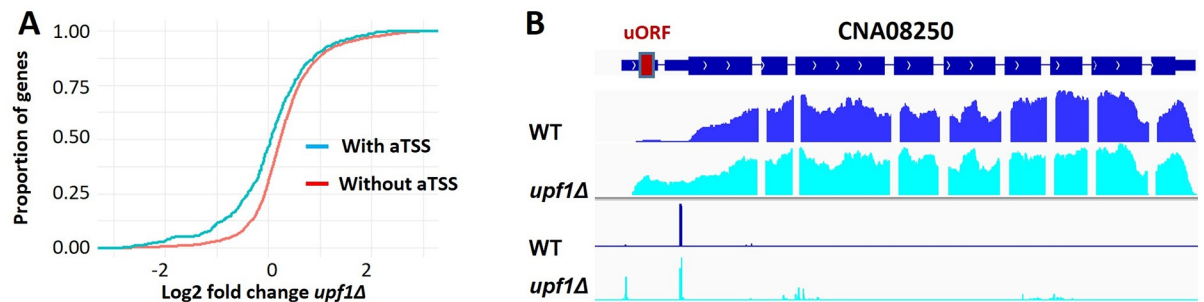 A
Proportion of genes
1.00
0.75
0.50
0.25
0.00
With aTSS
Without aTSS
-2
0
2
Log2 fold change upf1Δ
B
uORF
CNA08250
WT
upf1Δ
WT
upf1Δ